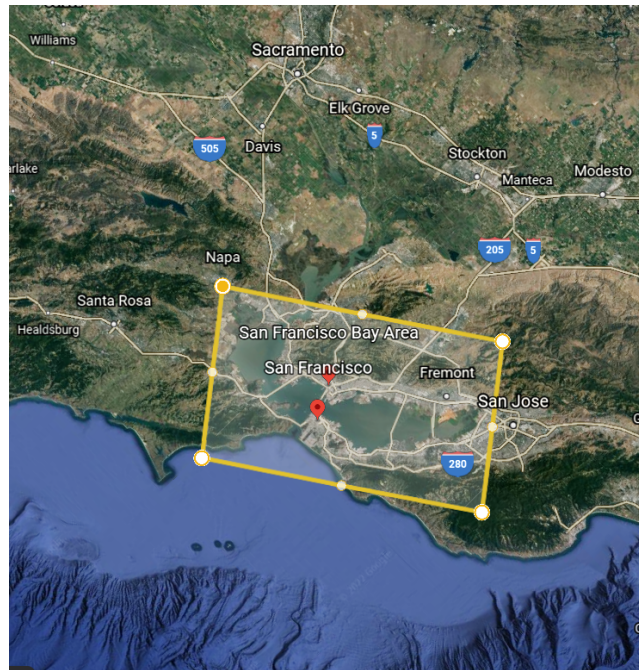 Williams
Sacramento
Elk Grove
5
505
Davis
Stockton
Modesto
arlake
Manteca
205
5
Napa
Santa Rosa
Healdsburg
San Francisco Bay Area
San Francisco
Fremont
San Jose
280